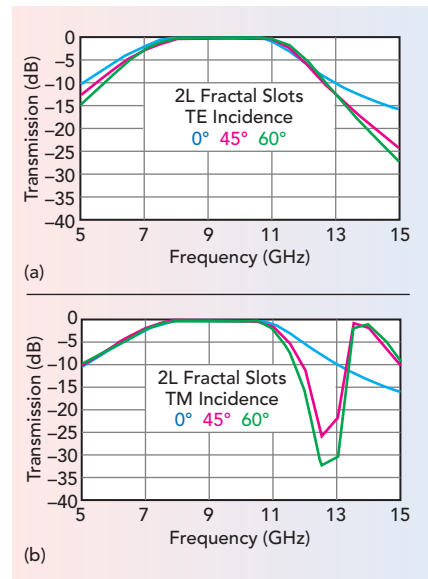 0
−5
−10
−15
−20
−25
−30
−35
−40
Transmission (dB)
2L Fractal Slots
TE Incidence
0° 45° 60°
5 7 9 11 13 15
Frequency (GHz)
(a)
0
−5
−10
−15
−20
−25
−30
−35
−40
Transmission (dB)
2L Fractal Slots
TM Incidence
0° 45° 60°
5 7 9 11 13 15
Frequency (GHz)
(b)